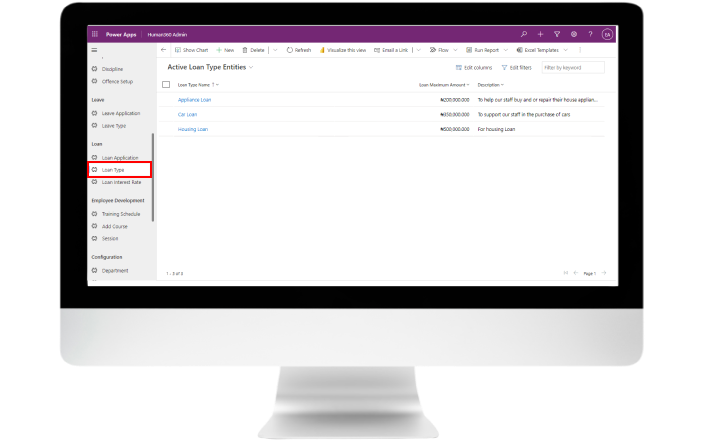 Power Apps | Human360 Admin ? EA
Show Chart + New Delete Refresh Visualize this view Email a Link Flow Run Report Excel Templates
Discipline
Offence Setup
Leave
Leave Application
Leave Type
Loan
Loan Application
Loan Type
Loan Interest Rate
Employee Development
Training Schedule
Add Course
Session
Configuration
Department
Active Loan Type Entities
Edit columns Edit filters Filter by keyword
Loan Type Name ↑ Loan Maximum Amount Description
Appliance Loan ₦200,000.000 To help our staff buy and or repair their house applian...
Car Loan ₦350,000.000 To support our staff in the purchase of cars
Housing Loan ₦500,000.000 For housing Loan
1 - 3 of 3 Page 1